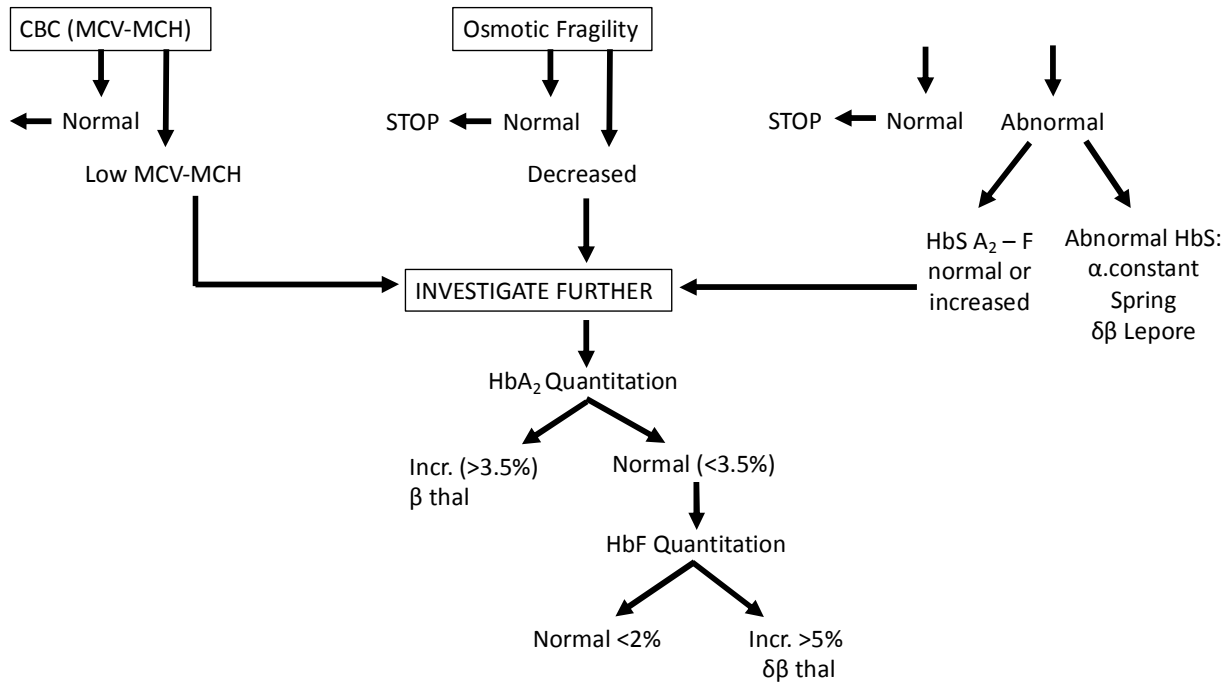 CBC (MCV-MCH)
Osmotic Fragility
Normal
STOP
Normal
STOP
Normal
Abnormal
Low MCV-MCH
Decreased
HbS A₂ – F
normal or
increased
Abnormal HbS:
α.constant
Spring
δβ Lepore
INVESTIGATE FURTHER
HbA₂ Quantitation
Incr. (>3.5%)
β thal
Normal (<3.5%)
HbF Quantitation
Normal <2%
Incr. >5%
δβ thal